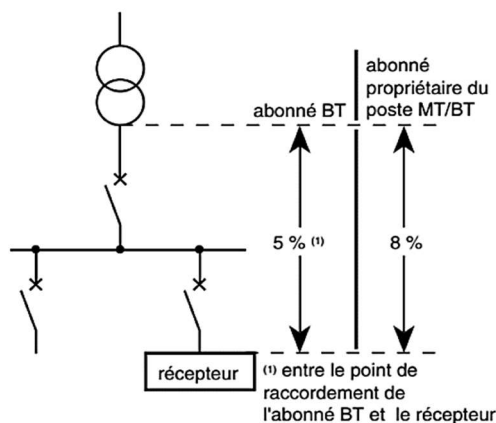 abonné
propriétaire du
poste MT/BT
abonné BT
5 % (1)
8 %
récepteur
(1) entre le point de
raccordement de
l'abonné BT et le récepteur